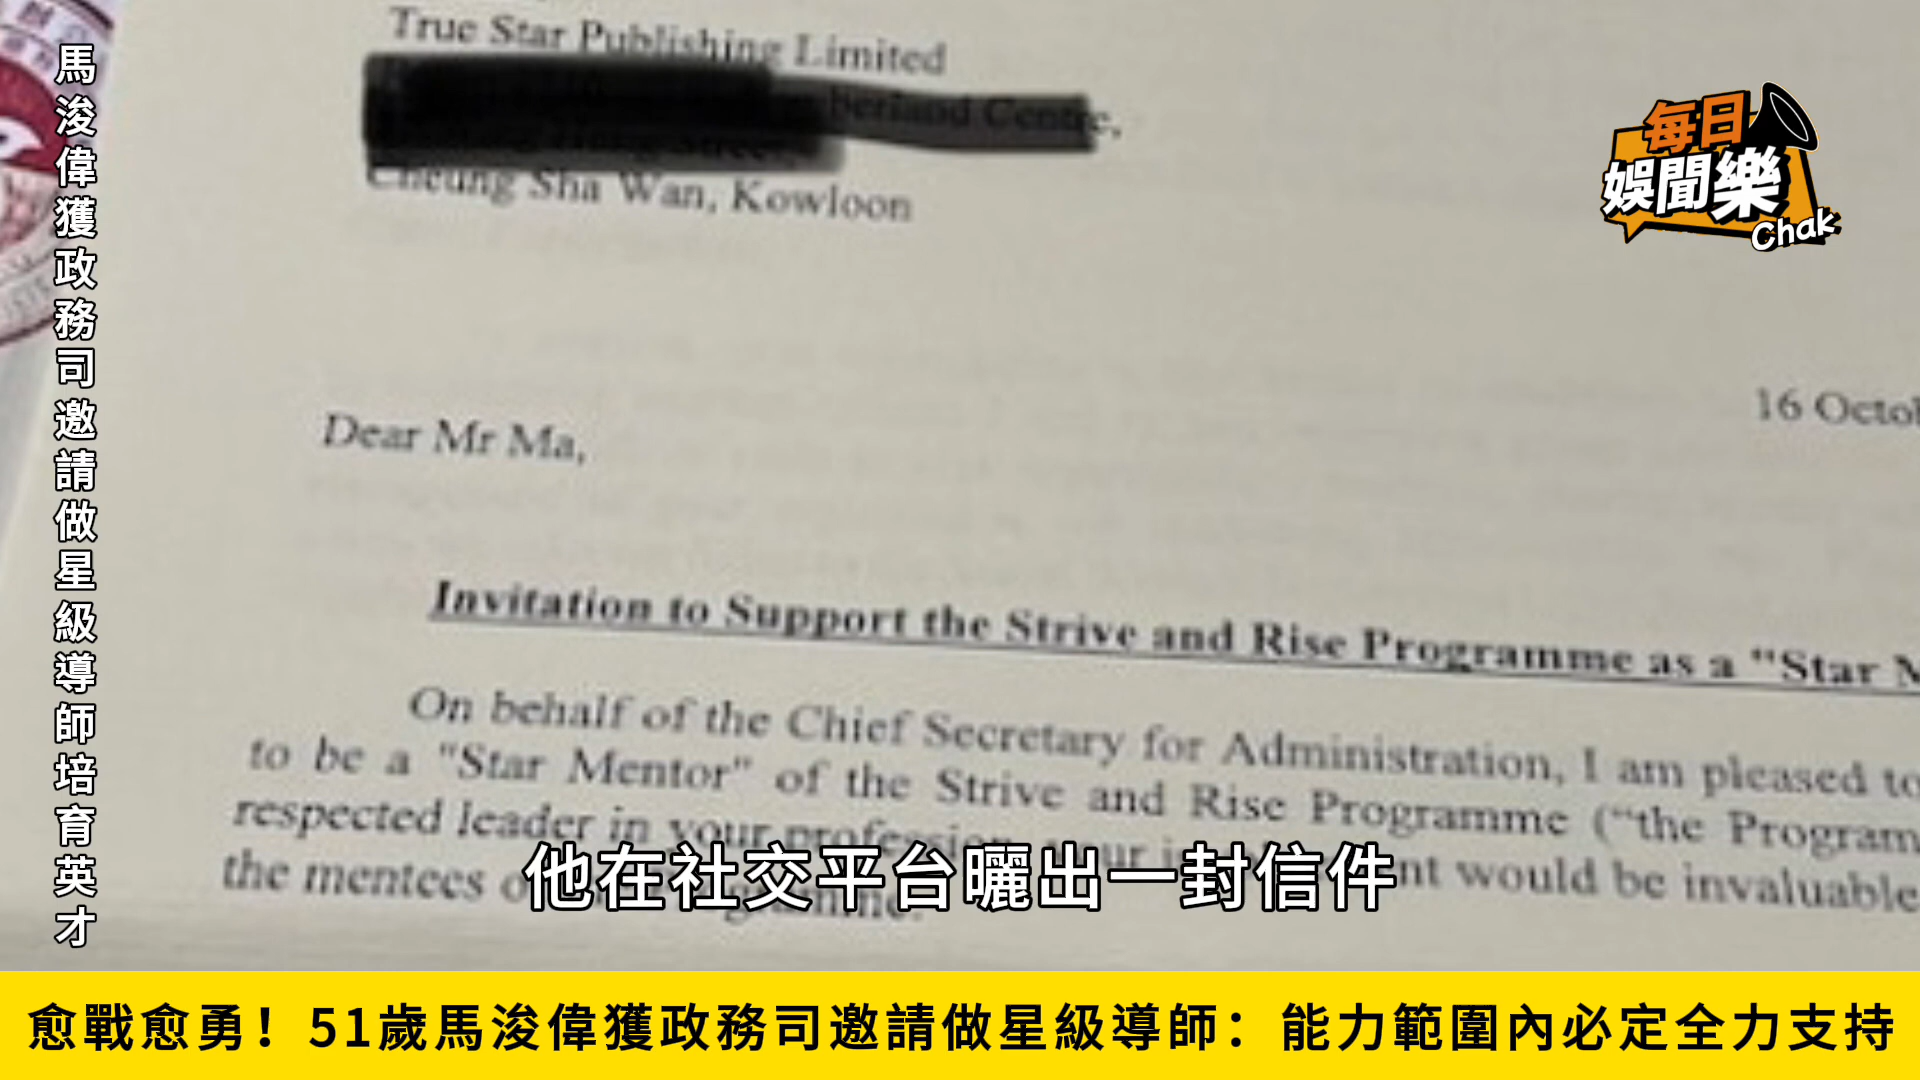 True Star Publishing Limited
Centre,
Cheung Sha Wan, Kowloon
16
Dear Mr Ma,
Invitation to Support the Strive and Rise Programme as a "Star
On behalf of the Chief Secretary for Administration, I am pleased to
to be a "Star Mentor" of the Strive and Rise Programme ("the
respected leader in your
would be invaluable
the mentees
馬浚偉獲政務司邀請做星級導師培育英才
每日
娛聞樂
Chak
他在社交平台曬出一封信件
愈戰愈勇！51歲馬浚偉獲政務司邀請做星級導師：能力範圍內必定全力支持